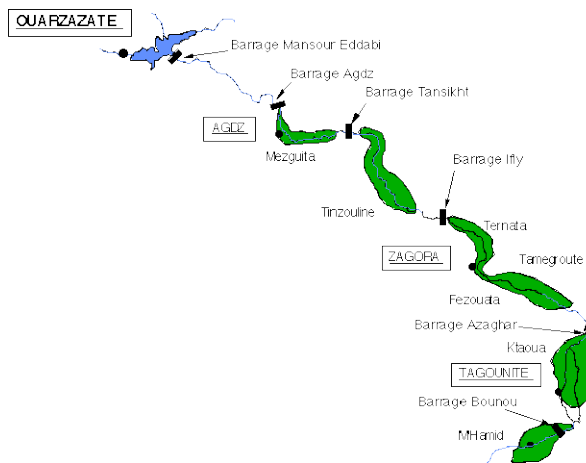 OUARZAZATE
Barrage Mansour Eddabi
Barrage Agdz
Barrage Tansikht
AGDZ
Mezguita
Barrage Ifly
Tinzouline
Ternata
ZAGORA
Tamegroute
Fezouata
Barrage Azaghar
Ktaoua
TAGOUNITE
Barrage Bounou
M'Hamid